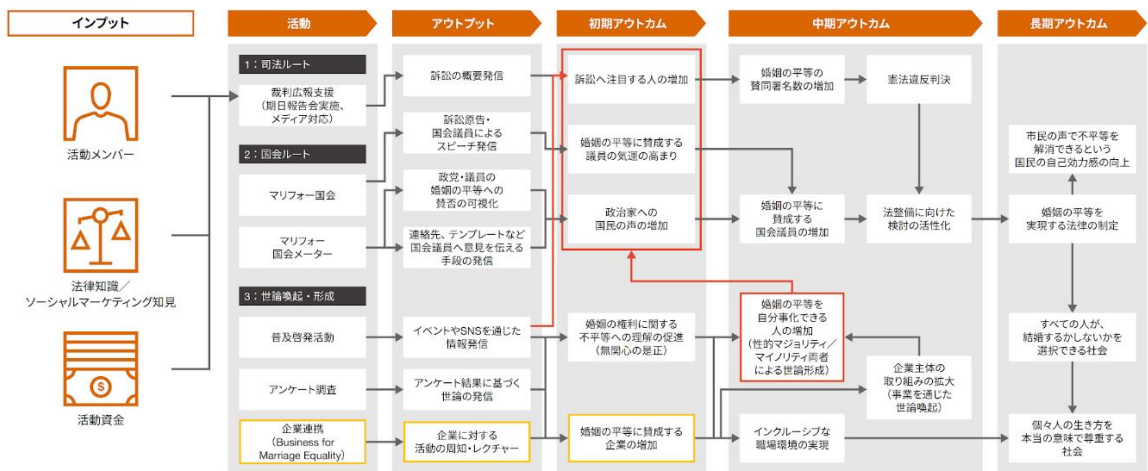 インプット
活動
アウトプット
初期アウトカム
中期アウトカム
長期アウトカム
活動メンバー
法律知識／
ソーシャルマーケティング知見
活動資金
1：司法ルート
裁判広報支援
（期日報告会実施、
メディア対応）
2：国会ルート
マリフォー国会
マリフォー
国会メーター
3：世論喚起・形成
普及啓発活動
アンケート調査
企業連携
（Business for
Marriage Equality）
訴訟の概要発信
訴訟原告・
国会議員による
スピーチ発信
政党・議員の
婚姻の平等への
賛否の可視化
連絡先、テンプレートなど
国会議員へ意見を伝える
手段の発信
イベントやSNSを通じた
情報発信
アンケート結果に基づく
世論の発信
企業に対する
活動の周知・レクチャー
訴訟へ注目する人の増加
婚姻の平等に賛成する
議員の気運の高まり
政治家への
国民の声の増加
婚姻の権利に関する
不平等への理解の促進
（無関心の是正）
婚姻の平等に賛成する
企業の増加
婚姻の平等の
賛同署名数の増加
憲法違反判決
婚姻の平等に
賛成する
国会議員の増加
法整備に向けた
検討の活性化
婚姻の平等を
自分事化できる
人の増加
（性的マジョリティ／
マイノリティ両者
による世論形成）
企業主体の
取り組みの拡大
（事業を通じた
世論喚起）
インクルーシブな
職場環境の実現
市民の声で不平等を
解消できるという
国民の自己効力感の向上
婚姻の平等を
実現する法律の制定
すべての人が、
結婚するかしないかを
選択できる社会
個々人の生き方を
本当の意味で尊重する
社会